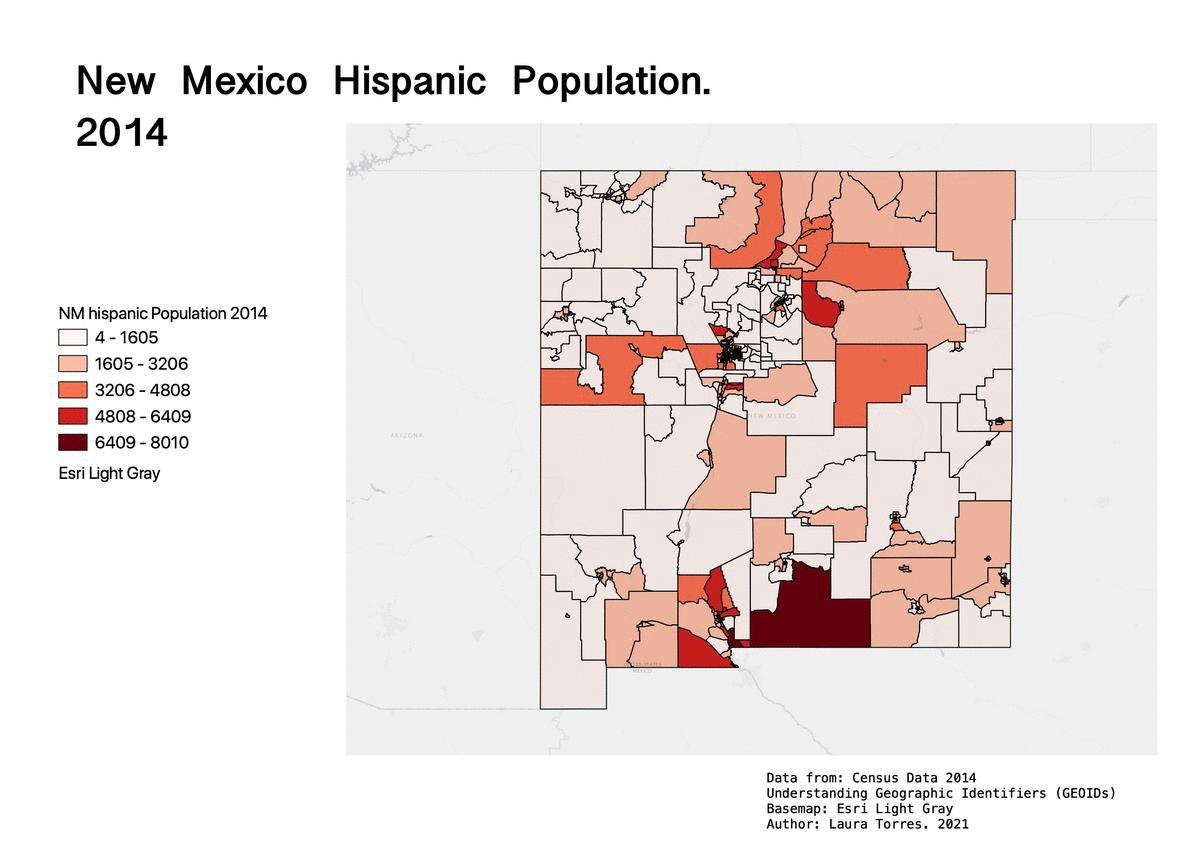 New Mexico Hispanic Population.
2014
NM hispanic Population 2014
4 - 1605
1605 - 3206
3206 - 4808
4808 - 6409
6409 - 8010
Esri Light Gray
NEW MEXICO
ARIZONA
UNITED STATES
MEXICO
Data from: Census Data 2014
Understanding Geographic Identifiers (GEOIDs)
Basemap: Esri Light Gray
Author: Laura Torres. 2021